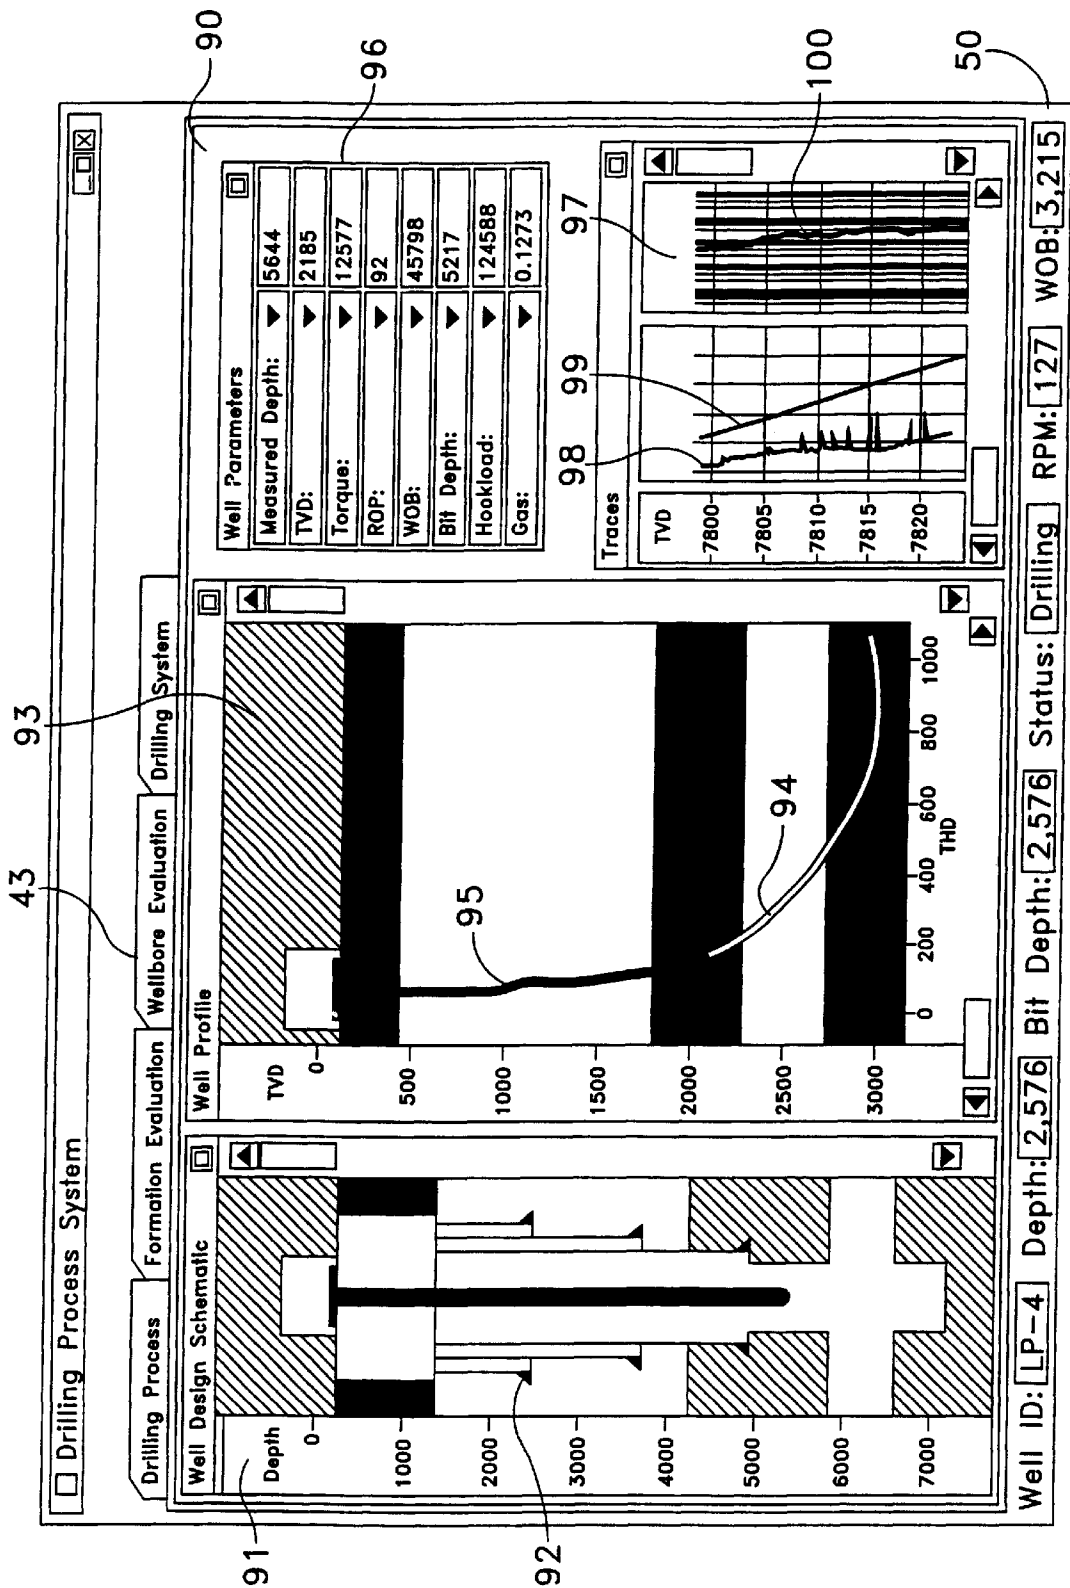 43
93
90
96
Drilling Process System
Drilling Process
Formation Evaluation
Wellbore Evaluation
Drilling System
91
Well Design Schematic
Depth
0
1000
2000
3000
4000
5000
6000
7000
92
Well Profile
TVD
0
500
1000
1500
2000
2500
3000
95
94
0
200
400
600
800
1000
THD
Well Parameters
Measured Depth: 5644
TVD: 2185
Torque: 12577
ROP: 92
WOB: 45798
Bit Depth: 5217
Hookload: 124588
Gas: 0.1273
98
99
97
100
Traces
TVD
7800
7805
7810
7815
7820
Well ID: LP-4 Depth: 2,576 Bit Depth: 2,576 Status: Drilling RPM: 127 WOB: 3,215
50